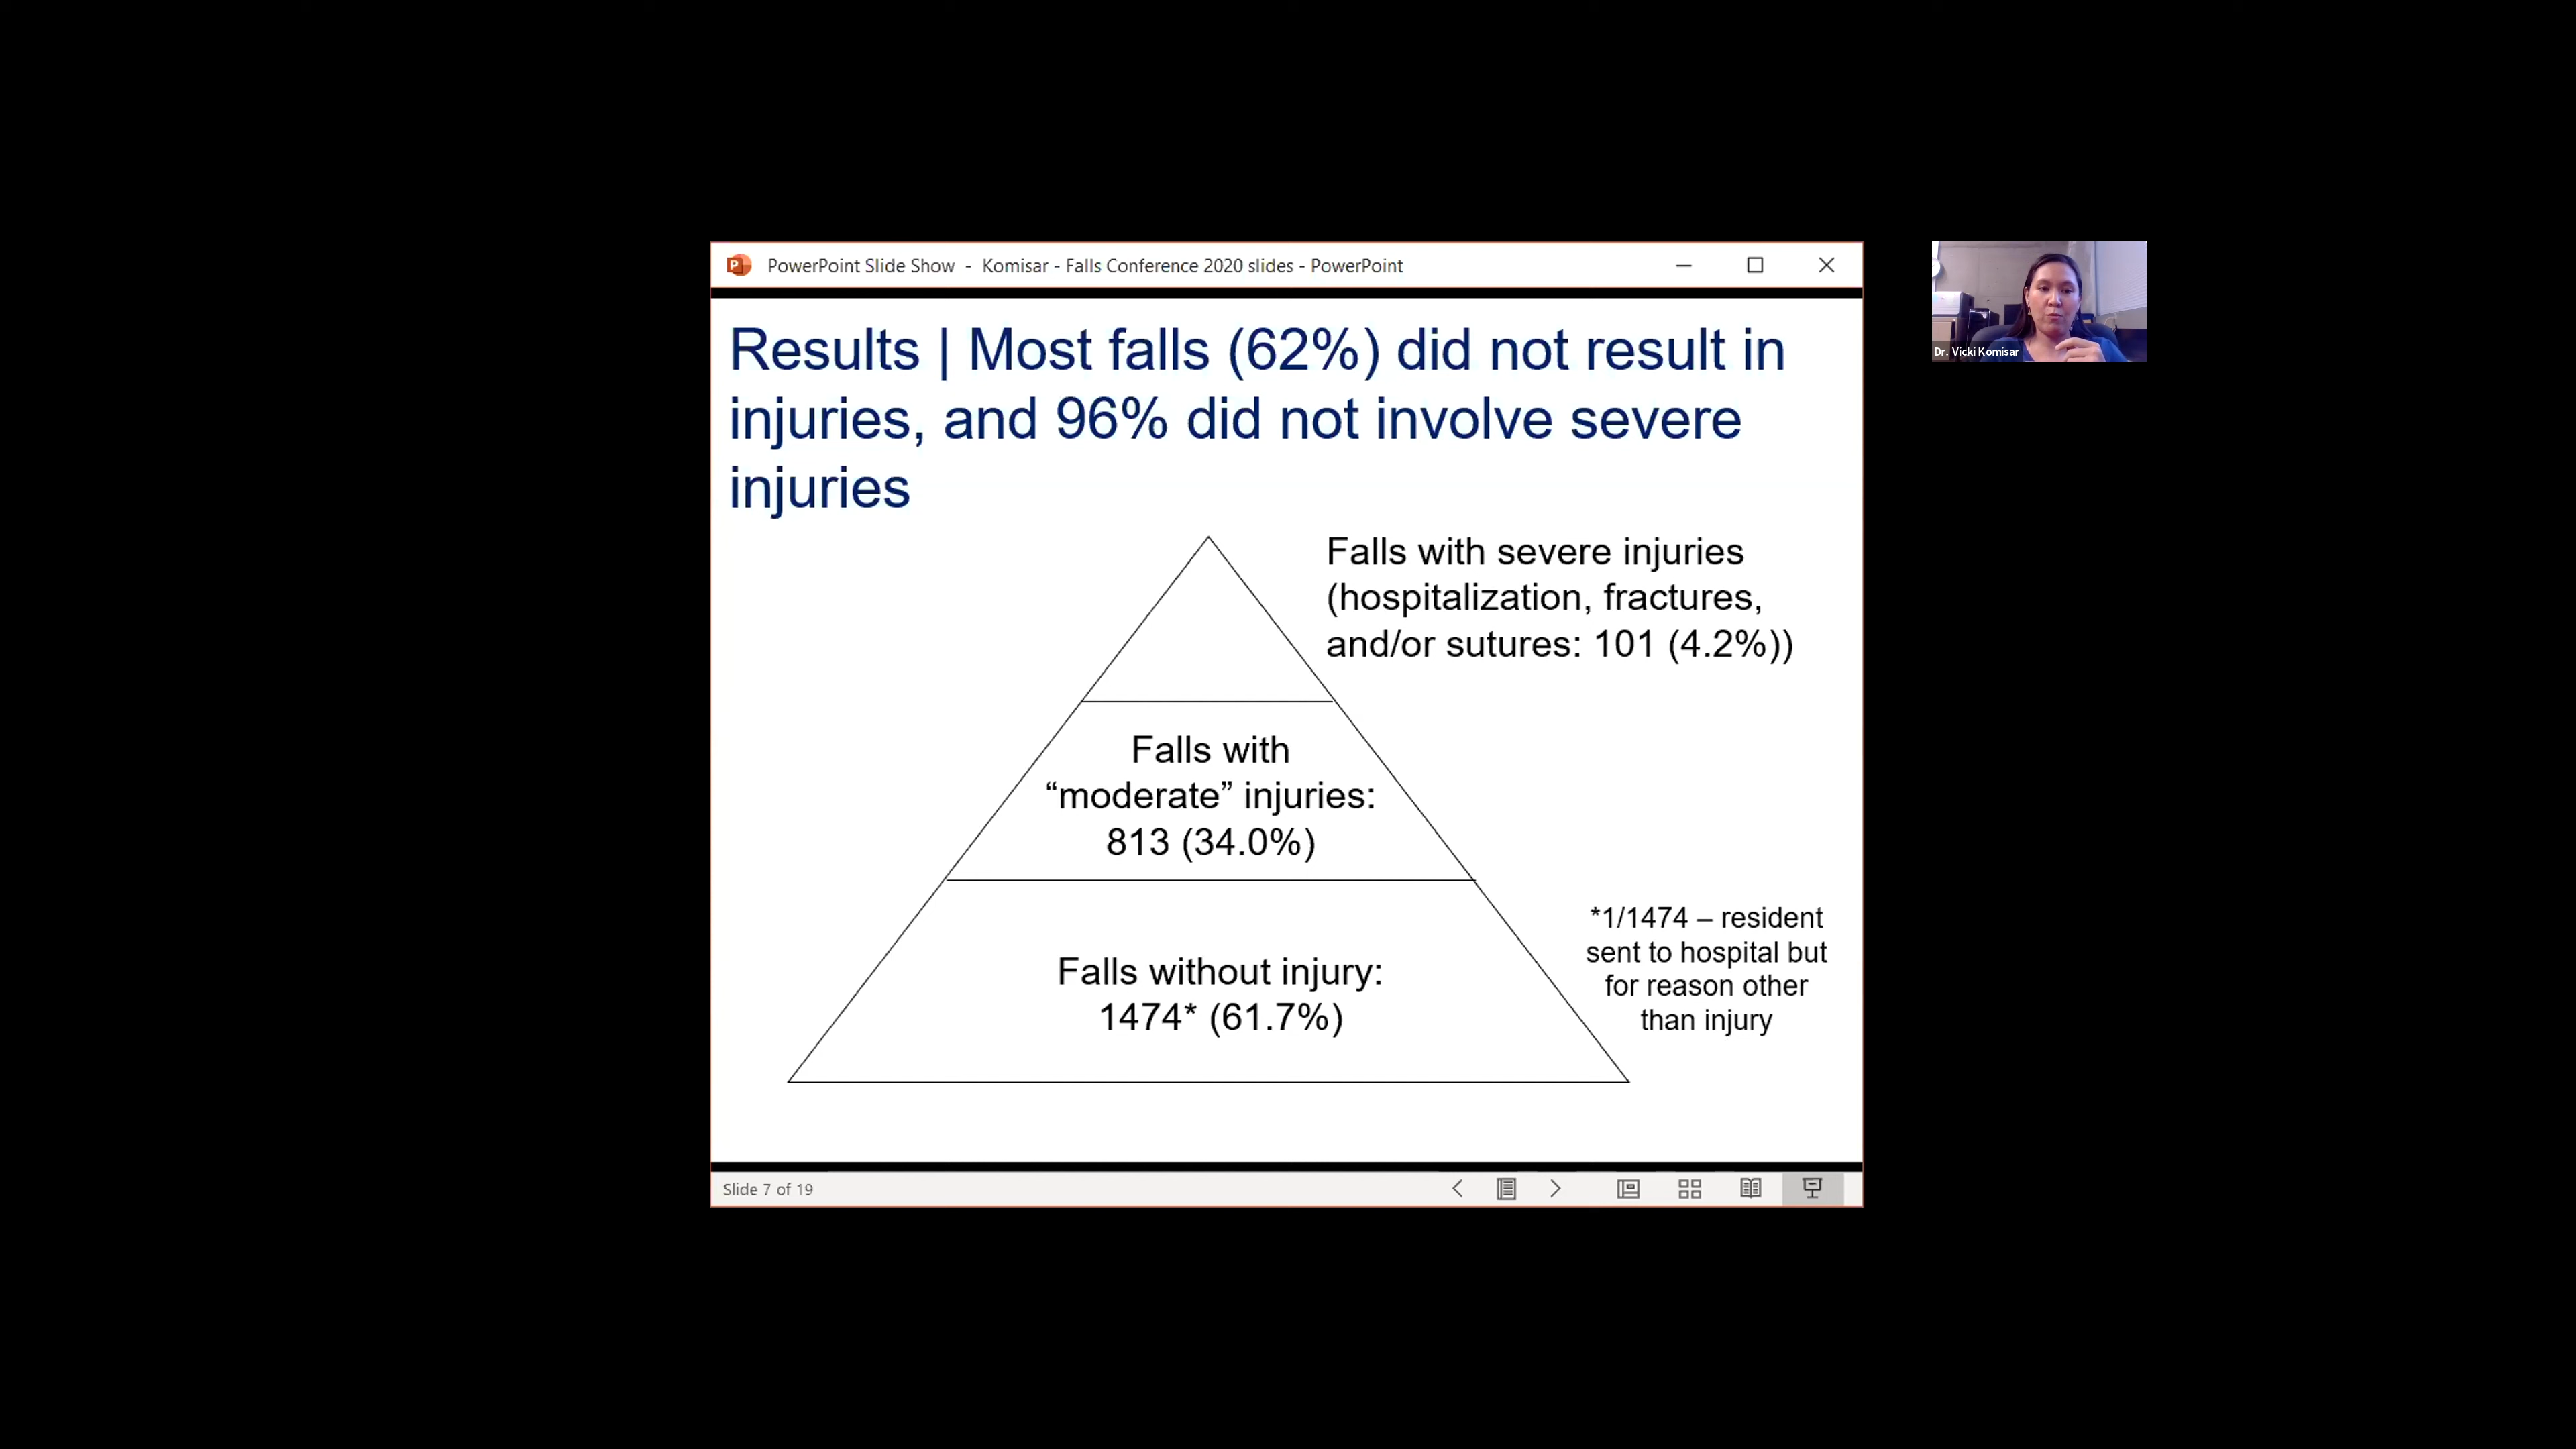 PowerPoint Slide Show - Komisar - Falls Conference 2020 slides - PowerPoint
Results | Most falls (62%) did not result in
injuries, and 96% did not involve severe
injuries
Falls with severe injuries
(hospitalization, fractures,
and/or sutures: 101 (4.2%))
Falls with
“moderate” injuries:
813 (34.0%)
Falls without injury:
1474* (61.7%)
*1/1474 – resident
sent to hospital but
for reason other
than injury
Slide 7 of 19
Dr. Vicki Komisar